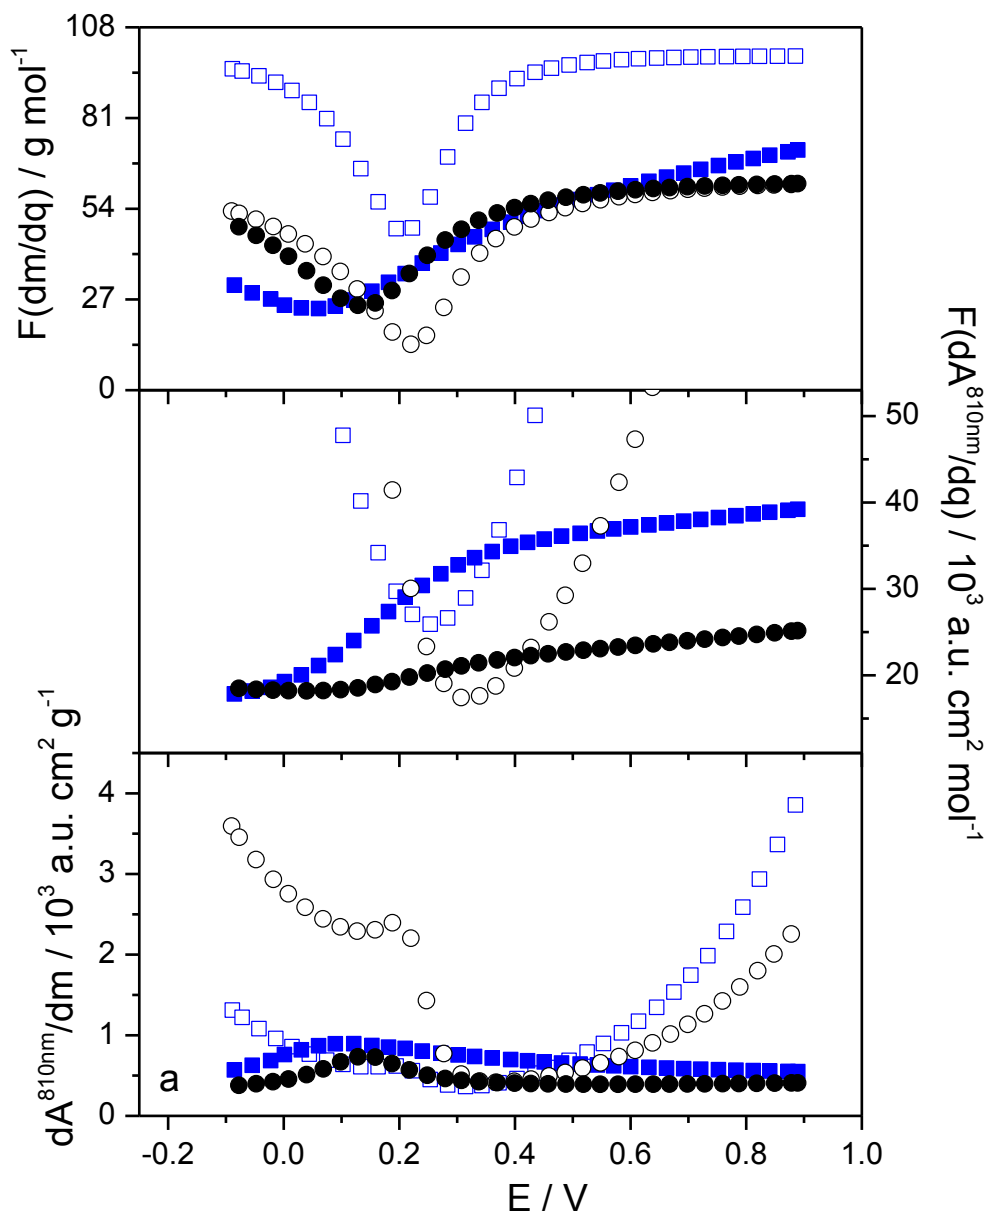 108
81
54
27
0
F(dm/dq) / g mol⁻¹
50
40
30
20
F(dA⁸¹⁰ⁿᵐ/dq) / 10³ a.u. cm² mol⁻¹
4
3
2
1
0
dA⁸¹⁰ⁿᵐ/dm / 10³ a.u. cm² g⁻¹
a
-0.2 0.0 0.2 0.4 0.6 0.8 1.0
E / V